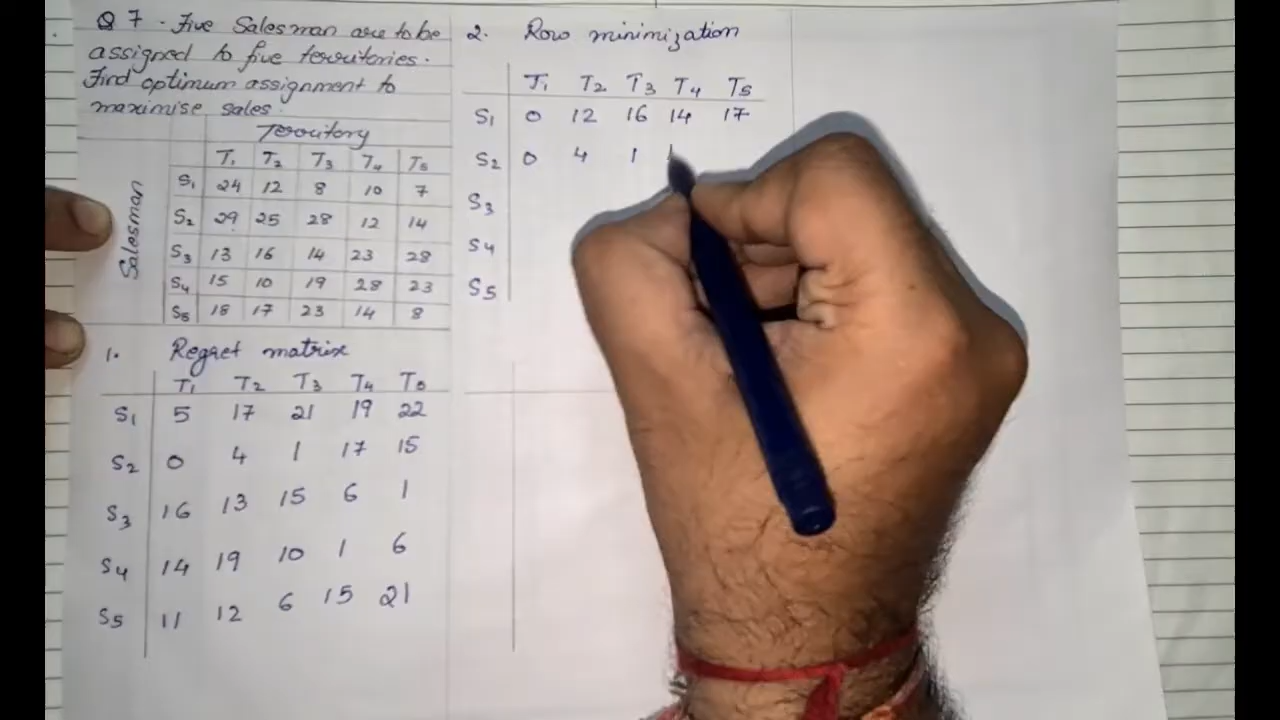 Q 7. Five Salesman are to be
assigned to five territories.
Find optimum assignment to
maximise sales.
Territory
Salesman
T1 T2 T3 T4 T5
S1 24 12 8 10 7
S2 29 25 28 12 14
S3 13 16 14 23 28
S4 15 10 19 28 23
S5 18 17 23 14 8
1. Regret matrix
T1 T2 T3 T4 T5
S1 5 17 21 19 22
S2 0 4 1 17 15
S3 16 13 15 6 1
S4 14 19 10 1 6
S5 11 12 6 15 21
2. Row minimization
T1 T2 T3 T4 T5
S1 0 12 16 14 17
S2 0 4 1 1
S3
S4
S5